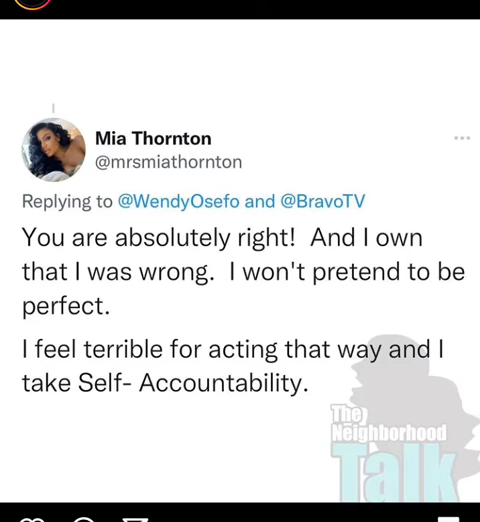 Mia Thornton
@mrsmiathornton
Replying to @WendyOsefo and @BravoTV
You are absolutely right!  And I own
that I was wrong.  I won't pretend to be
perfect.
I feel terrible for acting that way and I
take Self- Accountability.
The
Neighborhood
Talk